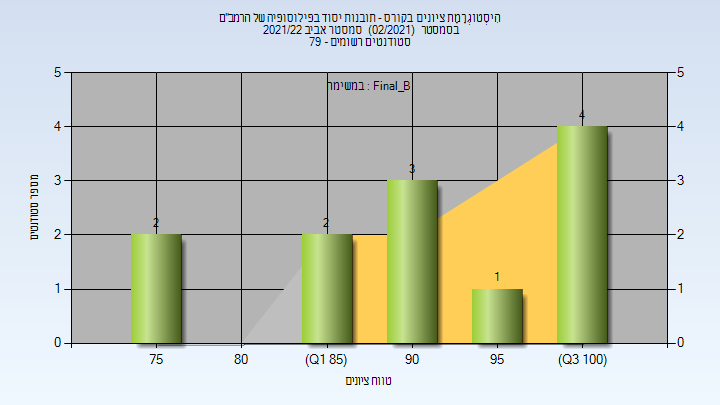 היסטוגרמת ציונים בקורס - תובנות יסוד בפילוסופיה של הרמב"ם
בסמסטר (02/2021) סמסטר אביב 2021/22
סטודנטים רשומים - 79
במשימה : Final_B
5 5
4 4
4
3 3
3
מספר סטודנטים
2 2
2 2
1 1
1
0 0
75 80 (Q1 85) 90 95 (Q3 100)
טווח ציונים